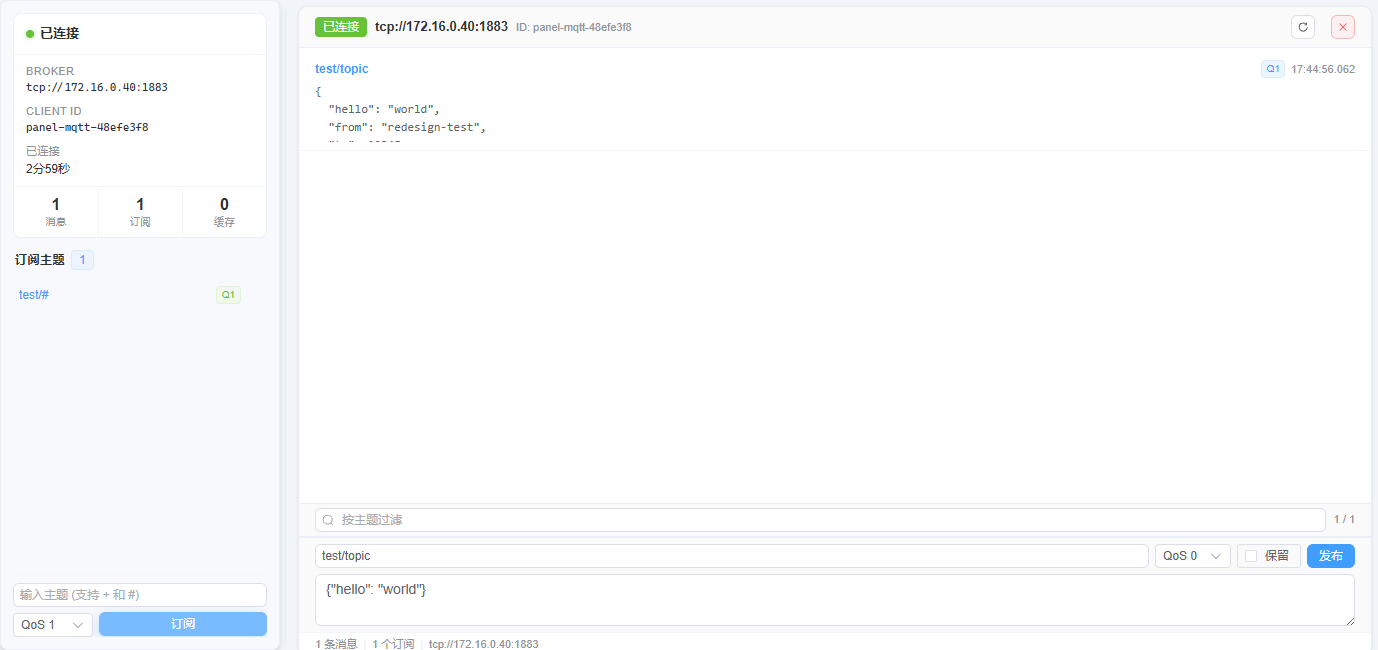 已连接
BROKER
tcp://172.16.0.40:1883
CLIENT ID
panel-mqtt-48efe3f8
已连接
2分59秒
1 1 0
消息 订阅 缓存
订阅主题 1
test/# Q1
输入主题 (支持 + 和 #)
QoS 1 订阅
已连接 tcp://172.16.0.40:1883 ID: panel-mqtt-48efe3f8
test/topic Q1 17:44:56.062
{
"hello": "world",
"from": "redesign-test",
按主题过滤 1 / 1
test/topic QoS 0 保留 发布
{"hello": "world"}
1 条消息 1 个订阅 tcp://172.16.0.40:1883